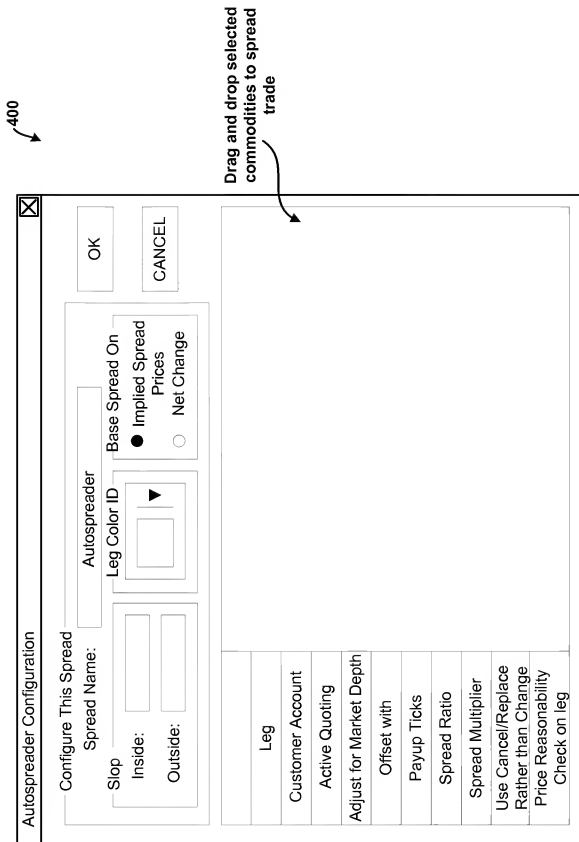 400
Autospreader Configuration
Configure This Spread
Spread Name:
Autospreader
OK
CANCEL
Slop
Inside:
Outside:
Leg Color ID
Base Spread On
Implied Spread
Prices
Net Change
Drag and drop selected
commodities to spread
trade
Leg
Customer Account
Active Quoting
Adjust for Market Depth
Offset with
Payup Ticks
Spread Ratio
Spread Multiplier
Use Cancel/Replace
Rather than Change
Price Reasonability
Check on leg